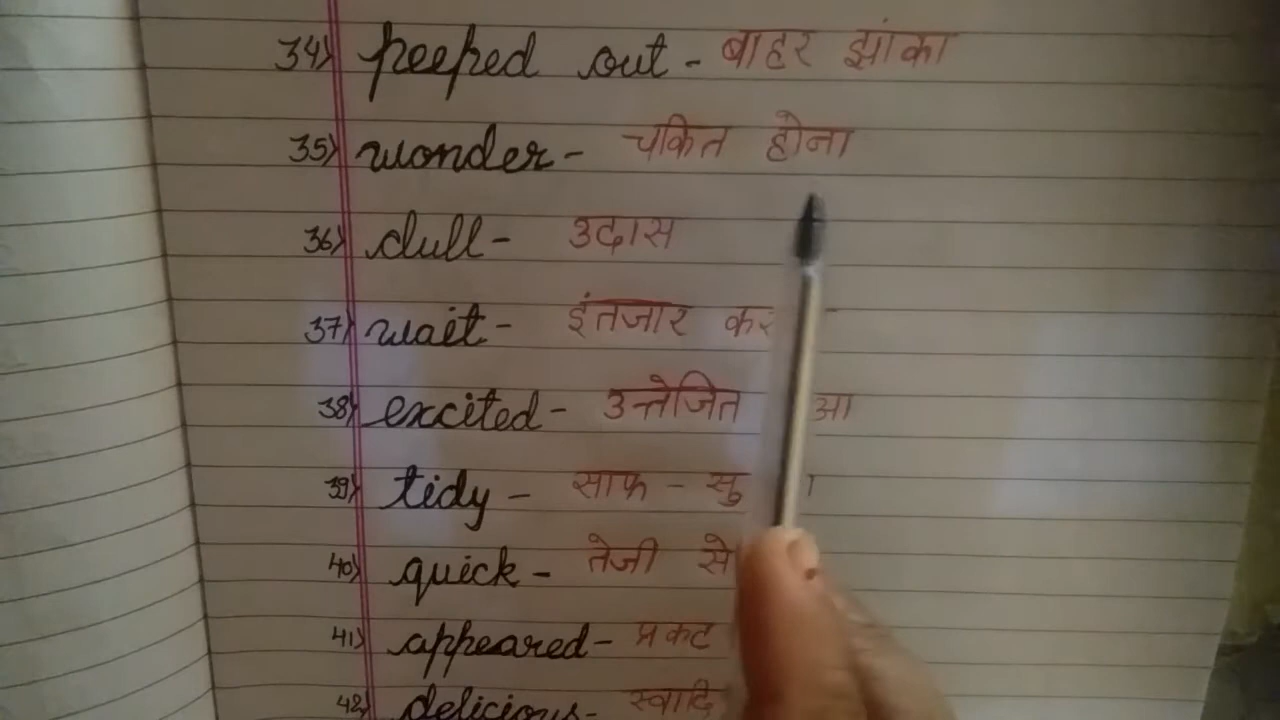 34) peeped out - बाहर झांका
35) wonder - चकित होना
36) dull - उदास
37) wait - इंतजार
38) excited - उत्तेजित
39) tidy - साफ -
40) quick - तेजी से
41) appeared - प्रकट
42) delicious -